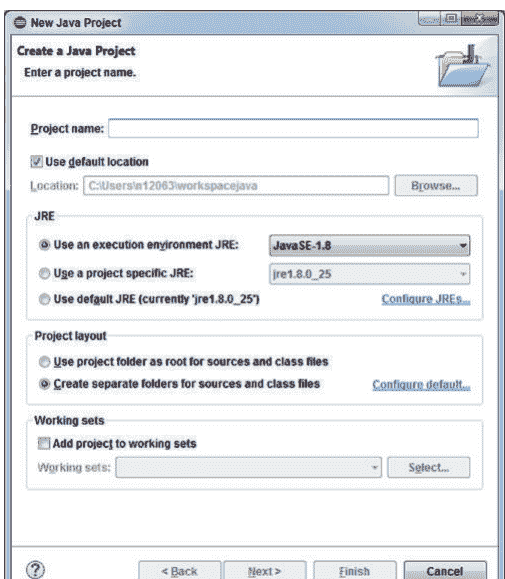 New Java Project
Create a Java Project
Enter a project name.
Project name:
Use default location
Location: C:\Users\n12063\workspacejava Browse...
JRE
Use an execution environment JRE: JavaSE-1.8
Use a project specific JRE: jre1.8.0_25
Use default JRE (currently 'jre1.8.0_25') Configure JREs...
Project layout
Use project folder as root for sources and class files
Create separate folders for sources and class files Configure default...
Working sets
Add project to working sets
Working sets: Select...
? < Back Next > Finish Cancel